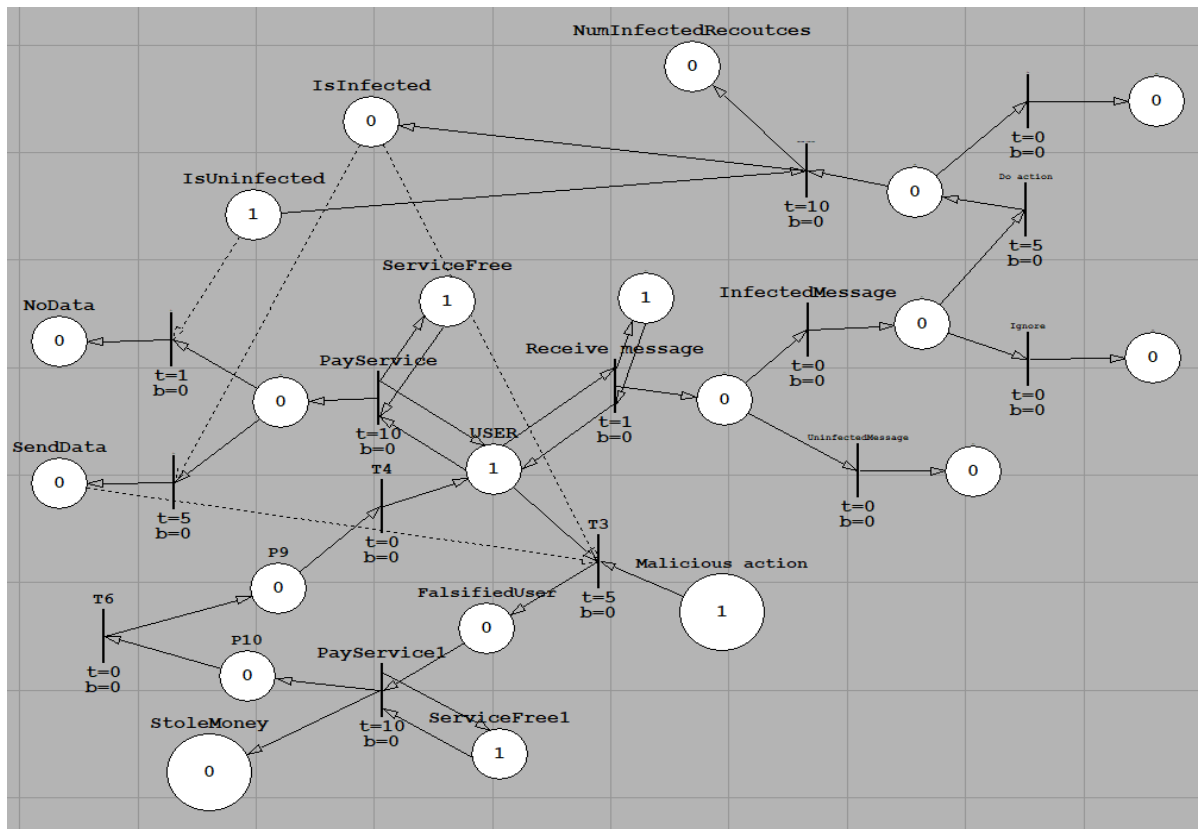 NumInfectedRecoutces
0
IsInfected
0
0
t=0
b=0
IsUninfected
1
t=10
b=0
0
Do action
t=5
b=0
ServiceFree
1
1
InfectedMessage
0
t=0
b=0
NoData
0
t=1
b=0
PayService
t=10
b=0
0
Receive message
t=1
b=0
0
Ignore
t=0
b=0
0
USER
1
UninfectedMessage
t=0
b=0
0
SendData
0
t=5
b=0
T4
t=0
b=0
T3
t=5
b=0
P9
0
Malicious action
1
T6
t=0
b=0
FalsifiedUser
0
P10
0
PayService1
t=10
b=0
StoleMoney
0
ServiceFree1
1